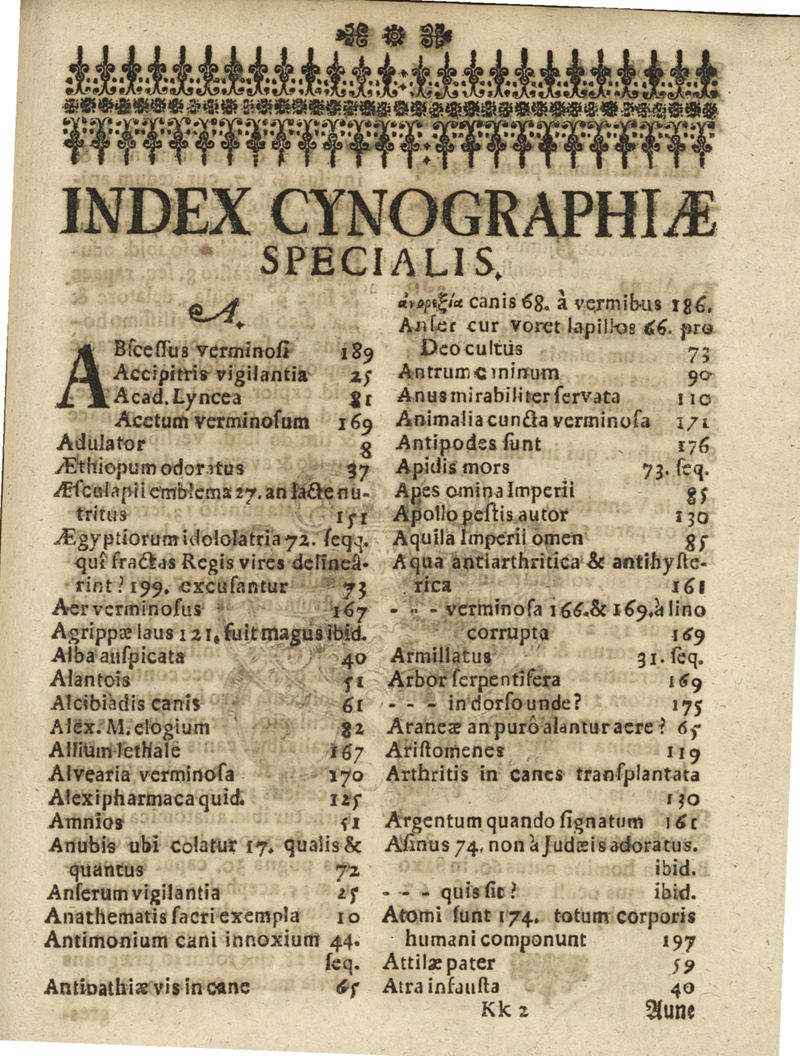 INDEX CYNOGRAPHIÆ
SPECIALIS.
A.
ABſceſſus verminoſi 189
Accipitris vigilantia 25
Acad. Lyncea 81
Acetum verminoſum 169
Adulator 8
Æthiopum odoratus 37
Æſculapii emblema 27. an lacte nu-
tritus 151
Ægyptiorum idololatria 72. ſeqq.
quî fractas Regis vires delineâ-
rint? 199. excuſantur 73
Aer verminoſus 167
Agrippæ laus 121. fuit magus ibid.
Alba auſpicata 40
Alantois 51
Alcibiadis canis 61
Alex. M. elogium 82
Allium lethale 167
Alvearia verminoſa 170
Alexipharmaca quid. 125
Amnios 51
Anubis ubi colatur 17. qualis &
quantus 72
Anſerum vigilantia 25
Anathematis ſacri exempla 10
Antimonium cani innoxium 44.
ſeq.
Antipathiæ vis in cane 65
ἀνορεξία canis 68. à vermibus 186.
Anſer cur voret lapillos 66. pro
Deo cultus 73
Antrum caninum 90
Anus mirabiliter ſervata 110
Animalia cuncta verminoſa 171
Antipodes ſunt 176
Apidis mors 73. ſeq.
Apes omina Imperii 85
Apollo peſtis autor 130
Aquila Imperii omen 85
Aqua antiarthritica & antihyſte-
rica 161
- - - verminoſa 166. & 169. à lino
corrupta 169
Armillatus 31. ſeq.
Arbor ſerpentifera 169
- - - in dorſo unde? 175
Araneæ an purô alantur aere? 65
Ariſtomenes 119
Arthritis in canes tranſplantata
130
Argentum quando ſignatum 161
Aſinus 74. non à Judæis adoratus.
ibid.
- - - quis ſit? ibid.
Atomi ſunt 174. totum corporis
humani componunt 197
Attilæ pater 59
Atra infauſta 40
Kk 2 Aune